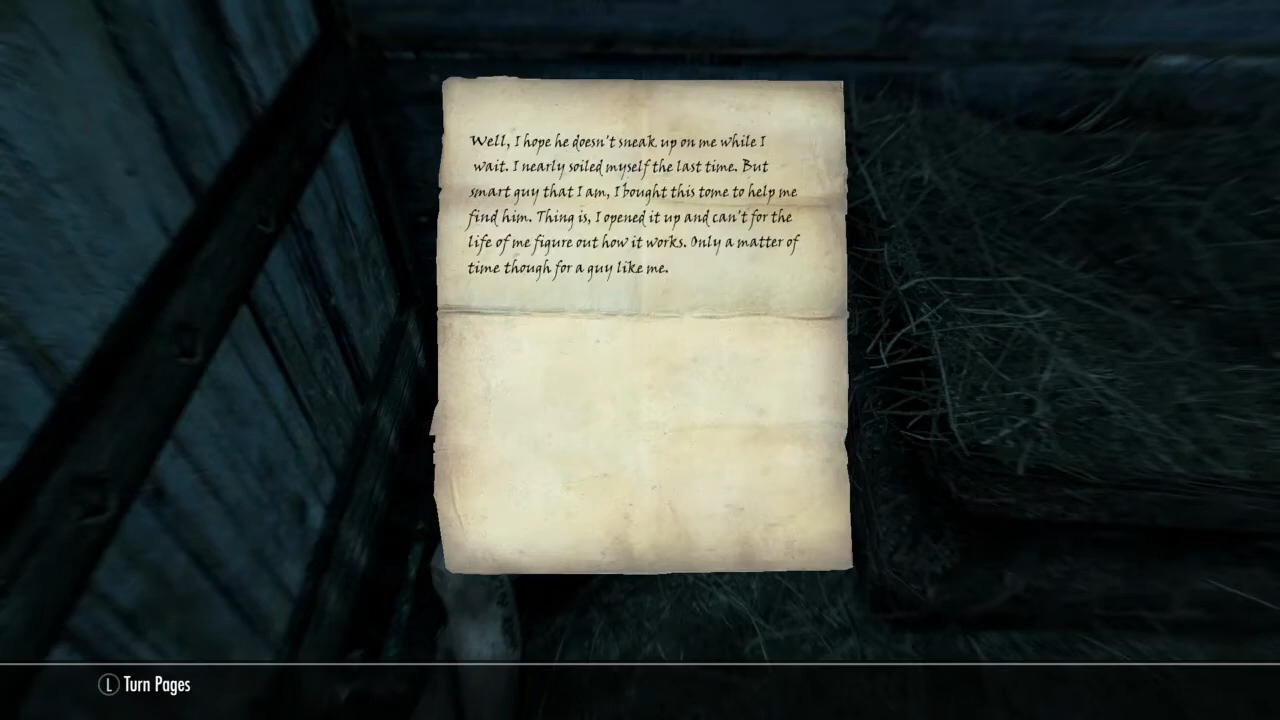 Well, I hope he doesn't sneak up on me while I
wait. I nearly soiled myself the last time. But
smart guy that I am, I bought this tome to help me
find him. Thing is, I opened it up and can't for the
life of me figure out how it works. Only a matter of
time though for a guy like me.
L Turn Pages